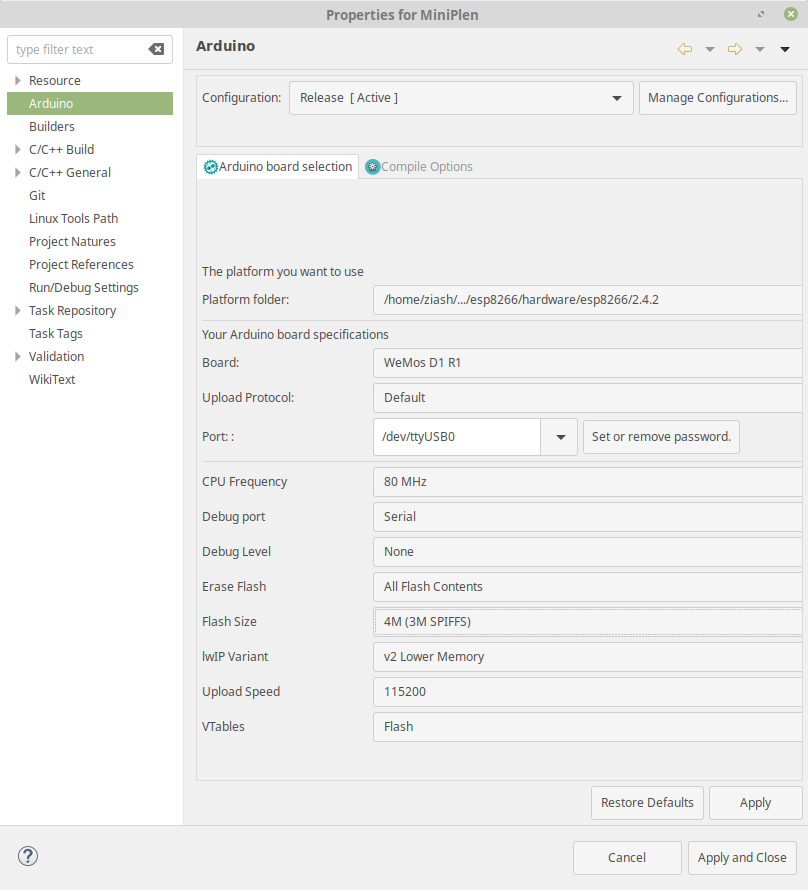 Properties for MiniPlen
type filter text
Resource
Arduino
Builders
C/C++ Build
C/C++ General
Git
Linux Tools Path
Project Natures
Project References
Run/Debug Settings
Task Repository
Task Tags
Validation
WikiText
Arduino
Configuration: Release [ Active ] Manage Configurations...
Arduino board selection Compile Options
The platform you want to use
Platform folder: /home/ziash/.../esp8266/hardware/esp8266/2.4.2
Your Arduino board specifications
Board: WeMos D1 R1
Upload Protocol: Default
Port: : /dev/ttyUSB0 Set or remove password.
CPU Frequency 80 MHz
Debug port Serial
Debug Level None
Erase Flash All Flash Contents
Flash Size 4M (3M SPIFFS)
lwIP Variant v2 Lower Memory
Upload Speed 115200
VTables Flash
Restore Defaults Apply
? Cancel Apply and Close